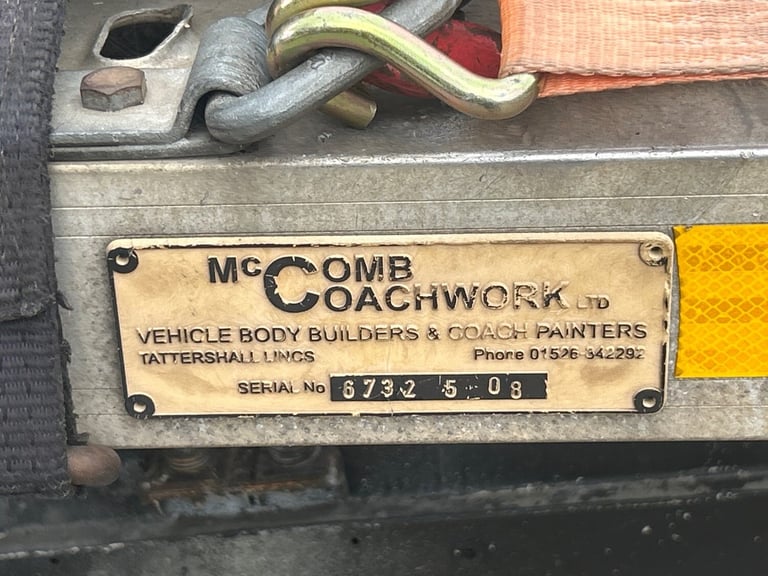 McCOMB
COACHWORK LTD
VEHICLE BODY BUILDERS & COACH PAINTERS
TATTERSHALL LINCS Phone 01526 342292
SERIAL No 6732 5 08